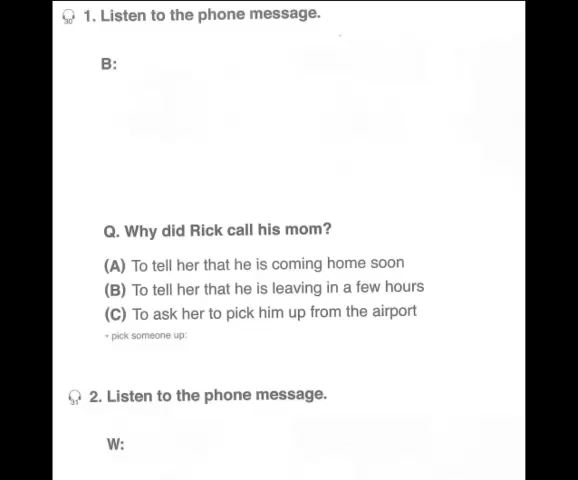 30 1. Listen to the phone message.
B:
Q. Why did Rick call his mom?
(A) To tell her that he is coming home soon
(B) To tell her that he is leaving in a few hours
(C) To ask her to pick him up from the airport
* pick someone up:
31 2. Listen to the phone message.
W: